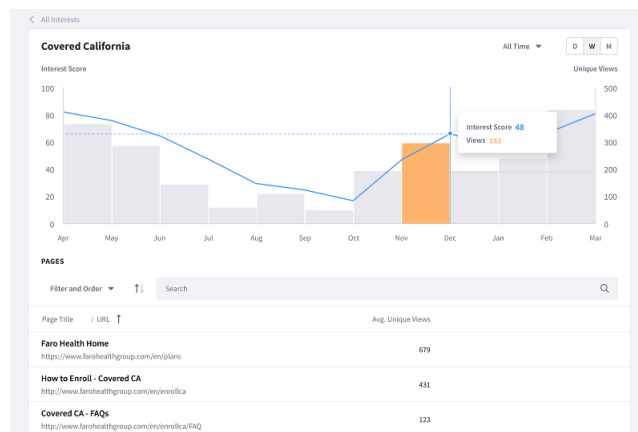 All Interests
Covered California
All Time
D W M
Interest Score
Unique Views
100
80
60
40
20
0
500
400
300
200
100
0
Interest Score 48
Views 152
Apr May Jun Jul Aug Sep Oct Nov Dec Jan Feb Mar
PAGES
Filter and Order
Search
Page Title / URL
Avg. Unique Views
Faro Health Home
https://www.farohealthgroup.com/en/plans
679
How to Enroll - Covered CA
http://www.farohealthgroup.com/en/enrollca
431
Covered CA - FAQs
http://www.farohealthgroup.com/en/enrollca/FAQ
123